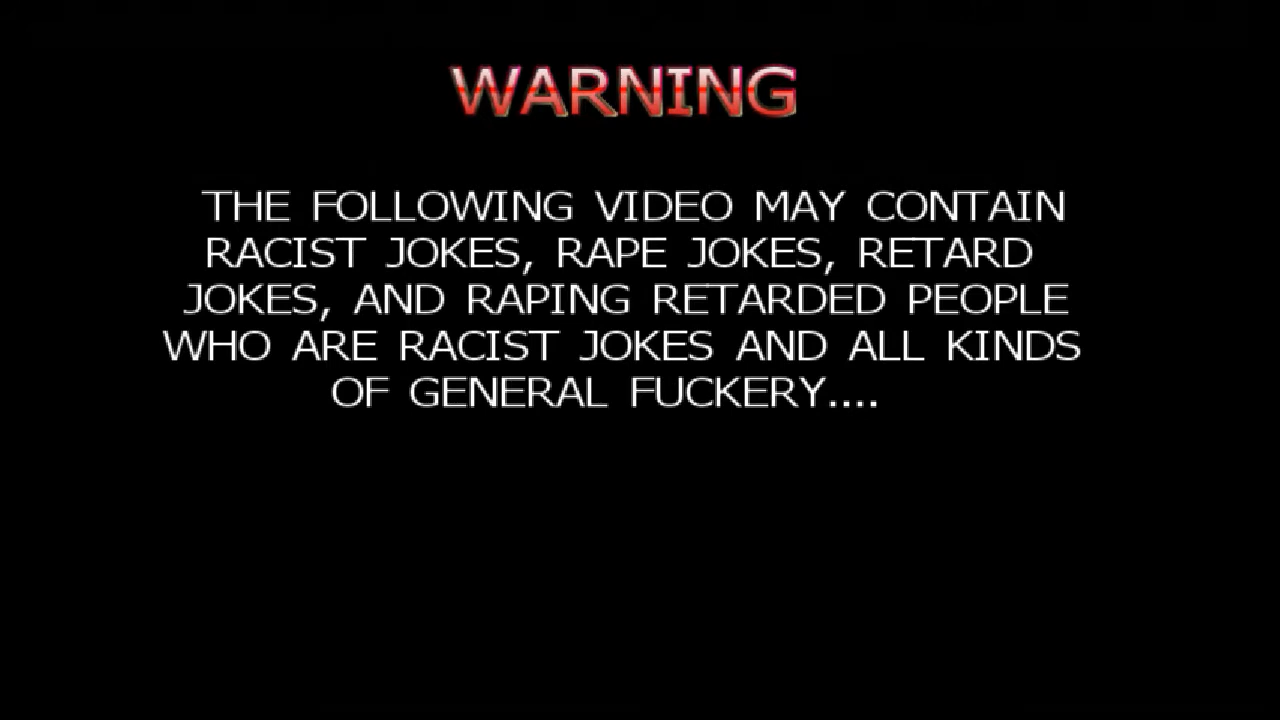 WARNING
THE FOLLOWING VIDEO MAY CONTAIN
RACIST JOKES, RAPE JOKES, RETARD
JOKES, AND RAPING RETARDED PEOPLE
WHO ARE RACIST JOKES AND ALL KINDS
OF GENERAL FUCKERY....